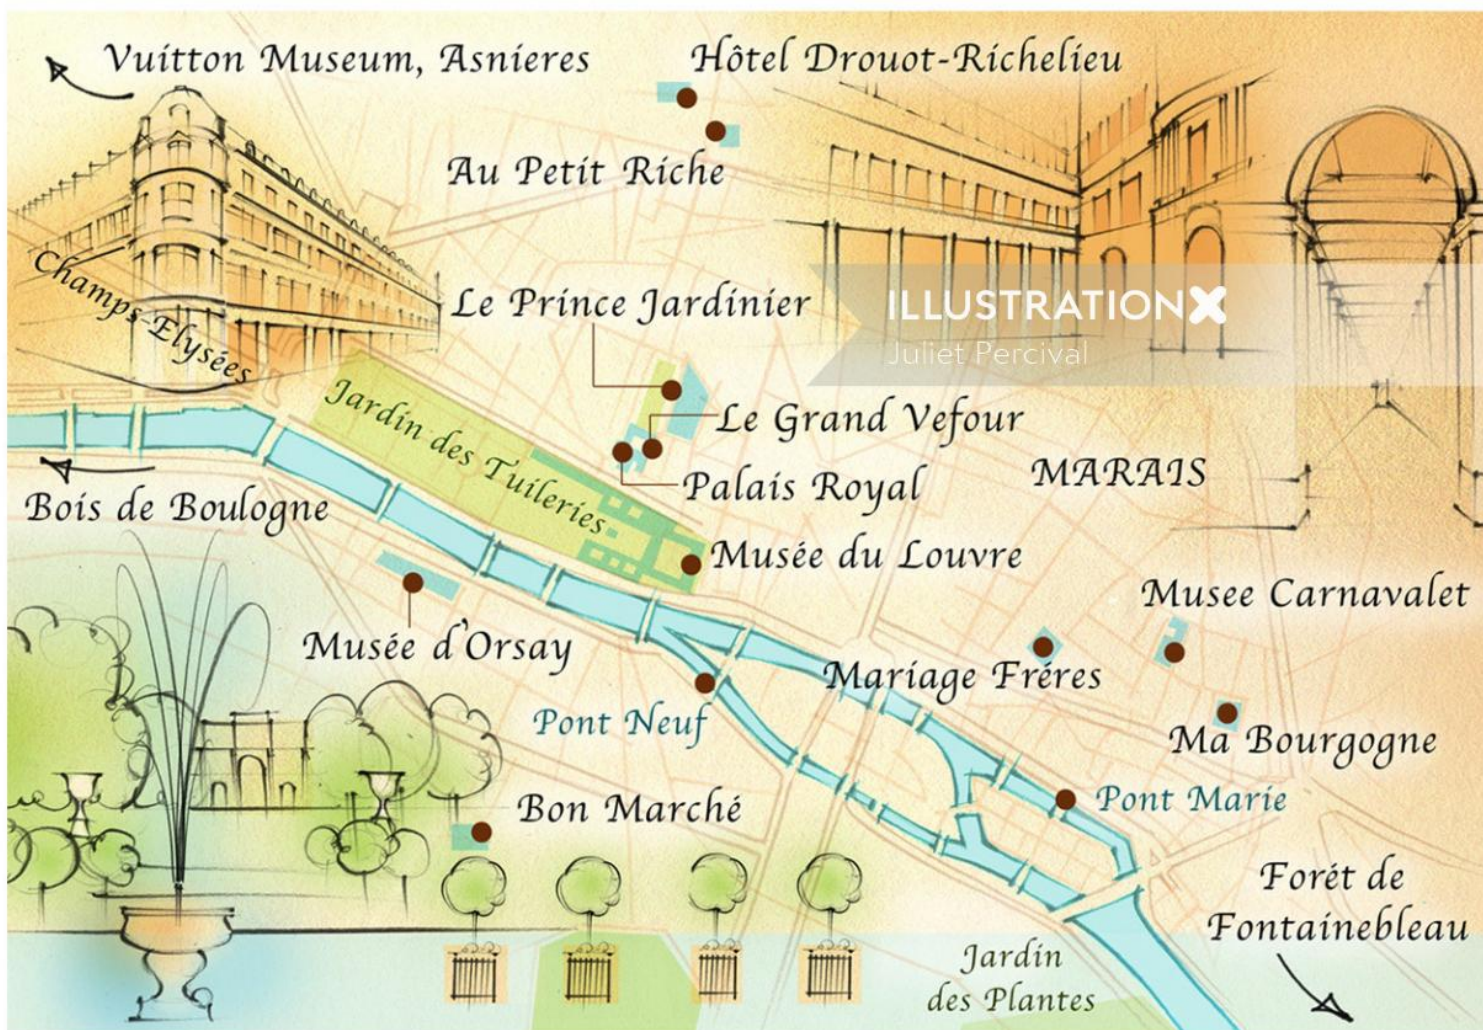 Vuitton Museum, Asnieres
Hôtel Drouot-Richelieu
Au Petit Riche
Champs-Elysées
Le Prince Jardinier
ILLUSTRATIONX
Juliet Percival
Jardin des Tuileries
Le Grand Vefour
Palais Royal
MARAIS
Bois de Boulogne
Musée du Louvre
Musee Carnavalet
Musée d'Orsay
Mariage Fréres
Pont Neuf
Ma Bourgogne
Bon Marché
Pont Marie
Forét de
Fontainebleau
Jardin
des Plantes